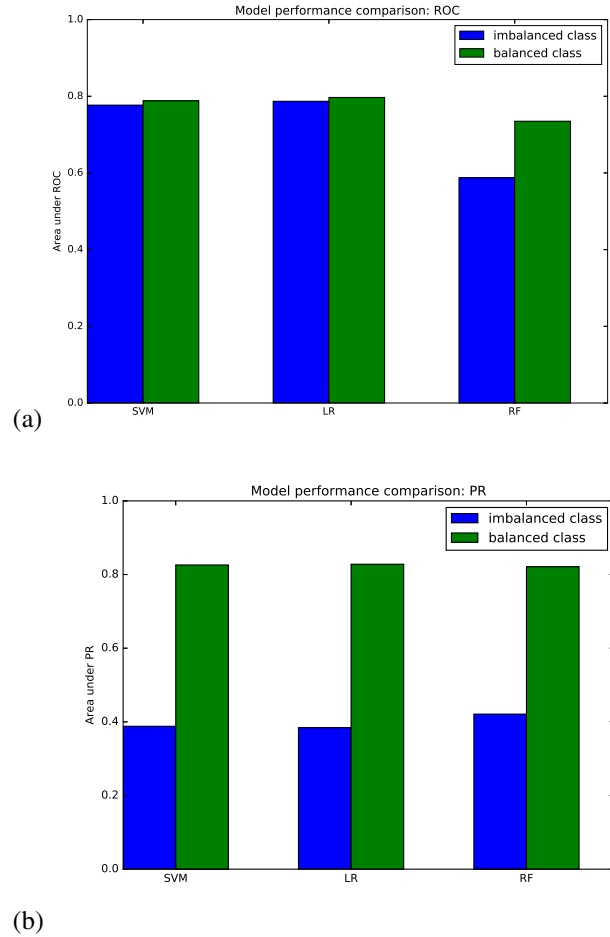 Model performance comparison: ROC
imbalanced class
balanced class
1.0
0.8
0.6
0.4
0.2
0.0
Area under ROC
SVM LR RF
(a)
Model performance comparison: PR
imbalanced class
balanced class
1.0
0.8
0.6
0.4
0.2
0.0
Area under PR
SVM LR RF
(b)